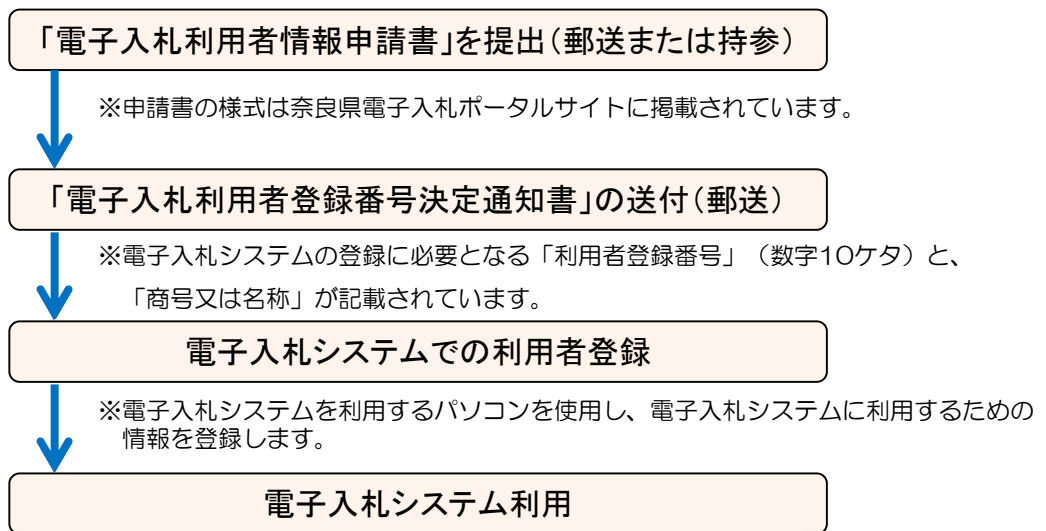 「電子入札利用者情報申請書」を提出（郵送または持参）
※申請書の様式は奈良県電子入札ポータルサイトに掲載されています。
「電子入札利用者登録番号決定通知書」の送付（郵送）
※電子入札システムの登録に必要となる「利用者登録番号」（数字10ケタ）と、
「商号又は名称」が記載されています。
電子入札システムでの利用者登録
※電子入札システムを利用するパソコンを使用し、電子入札システムに利用するための
情報を登録します。
電子入札システム利用